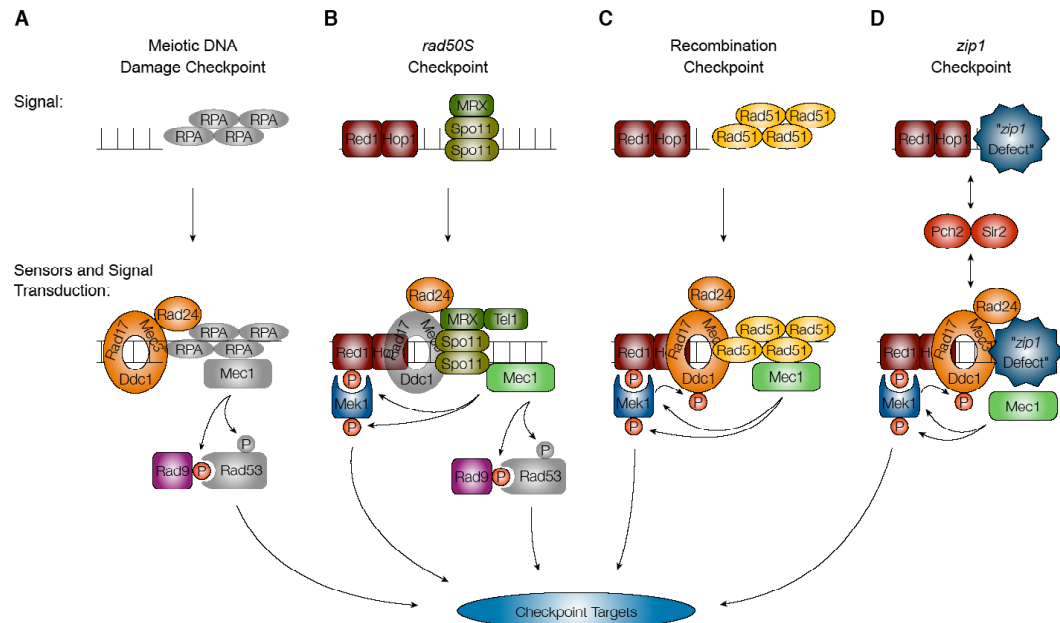 A
B
C
D
Meiotic DNA
Damage Checkpoint
rad50S
Checkpoint
Recombination
Checkpoint
zip1
Checkpoint
Signal:
RPA RPA
RPA RPA
Red1 Hop1
MRX
Spo11
Spo11
Red1 Hop1
Rad51 Rad51
Rad51 Rad51
Red1 Hop1
"zip1
Defect"
Pch2 Sir2
Sensors and Signal
Transduction:
Rad24
Rad17
Mec3
Ddc1
RPA RPA
RPA RPA
Mec1
P
Rad9 P Rad53
Rad24
MRX Tel1
Red1
Rad17
Spo11
Spo11
Ddc1
Mec1
P
Mek1
P
P
Rad9 P Rad53
Rad24
Red1
Rad17
Rad51 Rad51
Rad51 Rad51
Ddc1
Mec1
P
Mek1
P
P
Rad24
Red1
Rad17
Mec3
"zip1
Defect"
Ddc1
Mec1
P
Mek1
P
P
Checkpoint Targets